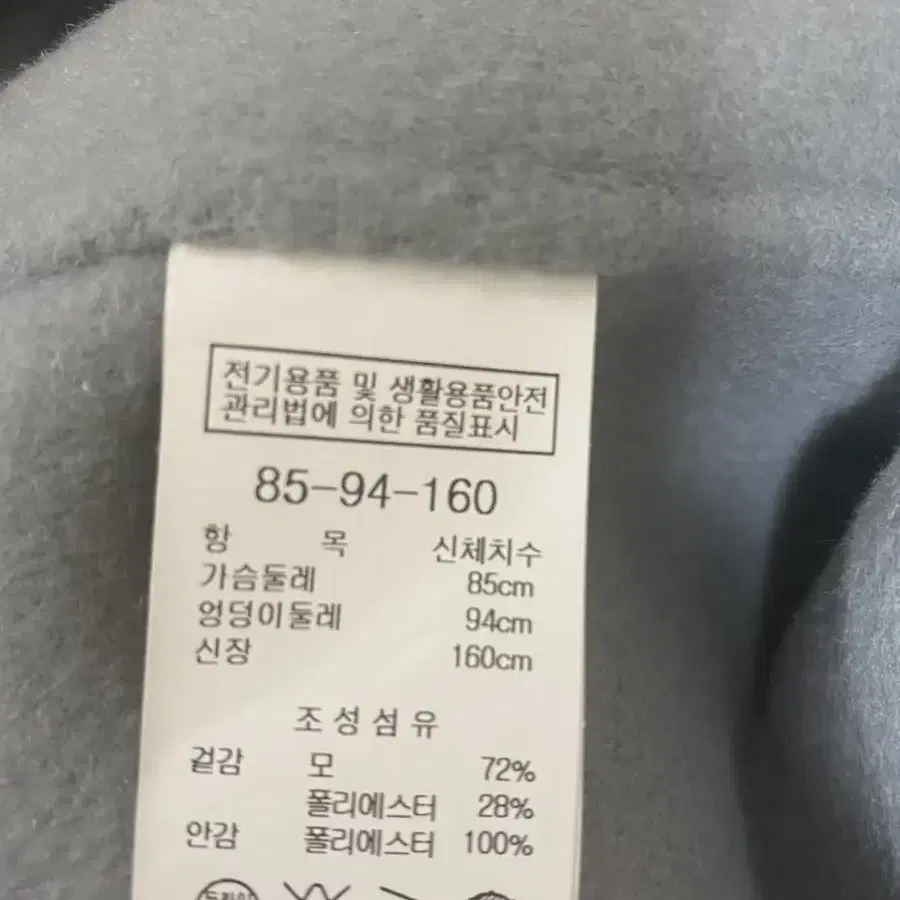 전기용품 및 생활용품안전
관리법에 의한 품질표시
85-94-160
항 목 신체치수
가슴둘레 85cm
엉덩이둘레 94cm
신장 160cm
조 성 섬 유
겉감 모 72%
폴리에스터 28%
안감 폴리에스터 100%